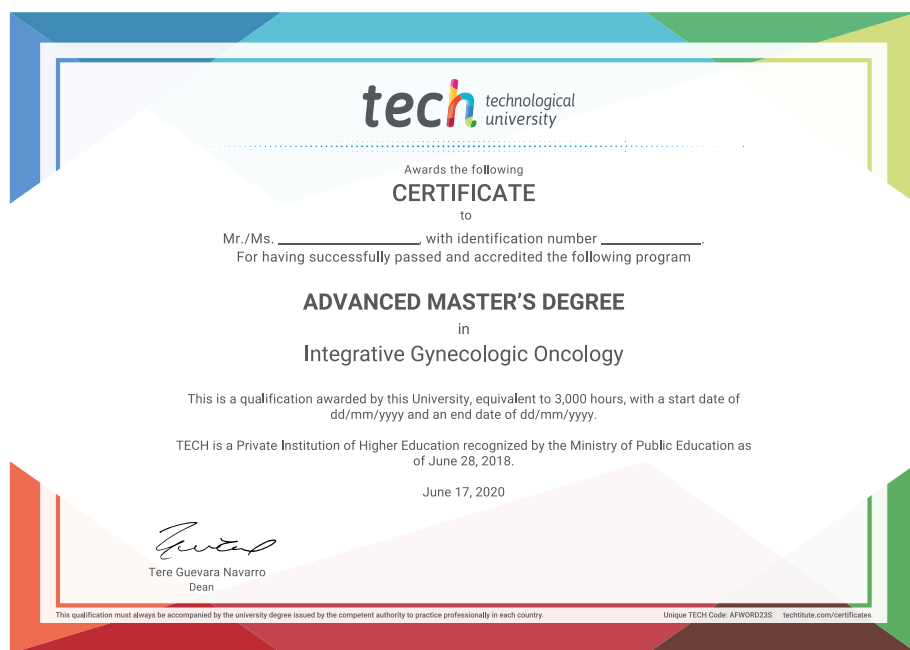 tech technological
university
Awards the following
CERTIFICATE
to
Mr./Ms. ________________, with identification number ____________.
For having successfully passed and accredited the following program
ADVANCED MASTER'S DEGREE
in
Integrative Gynecologic Oncology
This is a qualification awarded by this University, equivalent to 3,000 hours, with a start date of
dd/mm/yyyy and an end date of dd/mm/yyyy.
TECH is a Private Institution of Higher Education recognized by the Ministry of Public Education as
of June 28, 2018.
June 17, 2020
Tere Guevara Navarro
Dean
This qualification must always be accompanied by the university degree issued by the competent authority to practice professionally in each country.
Unique TECH Code: AFWORD23S techtitute.com/certificates